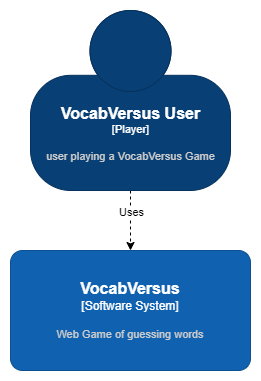 VocabVersus User
[Player]
user playing a VocabVersus Game
Uses
VocabVersus
[Software System]
Web Game of guessing words